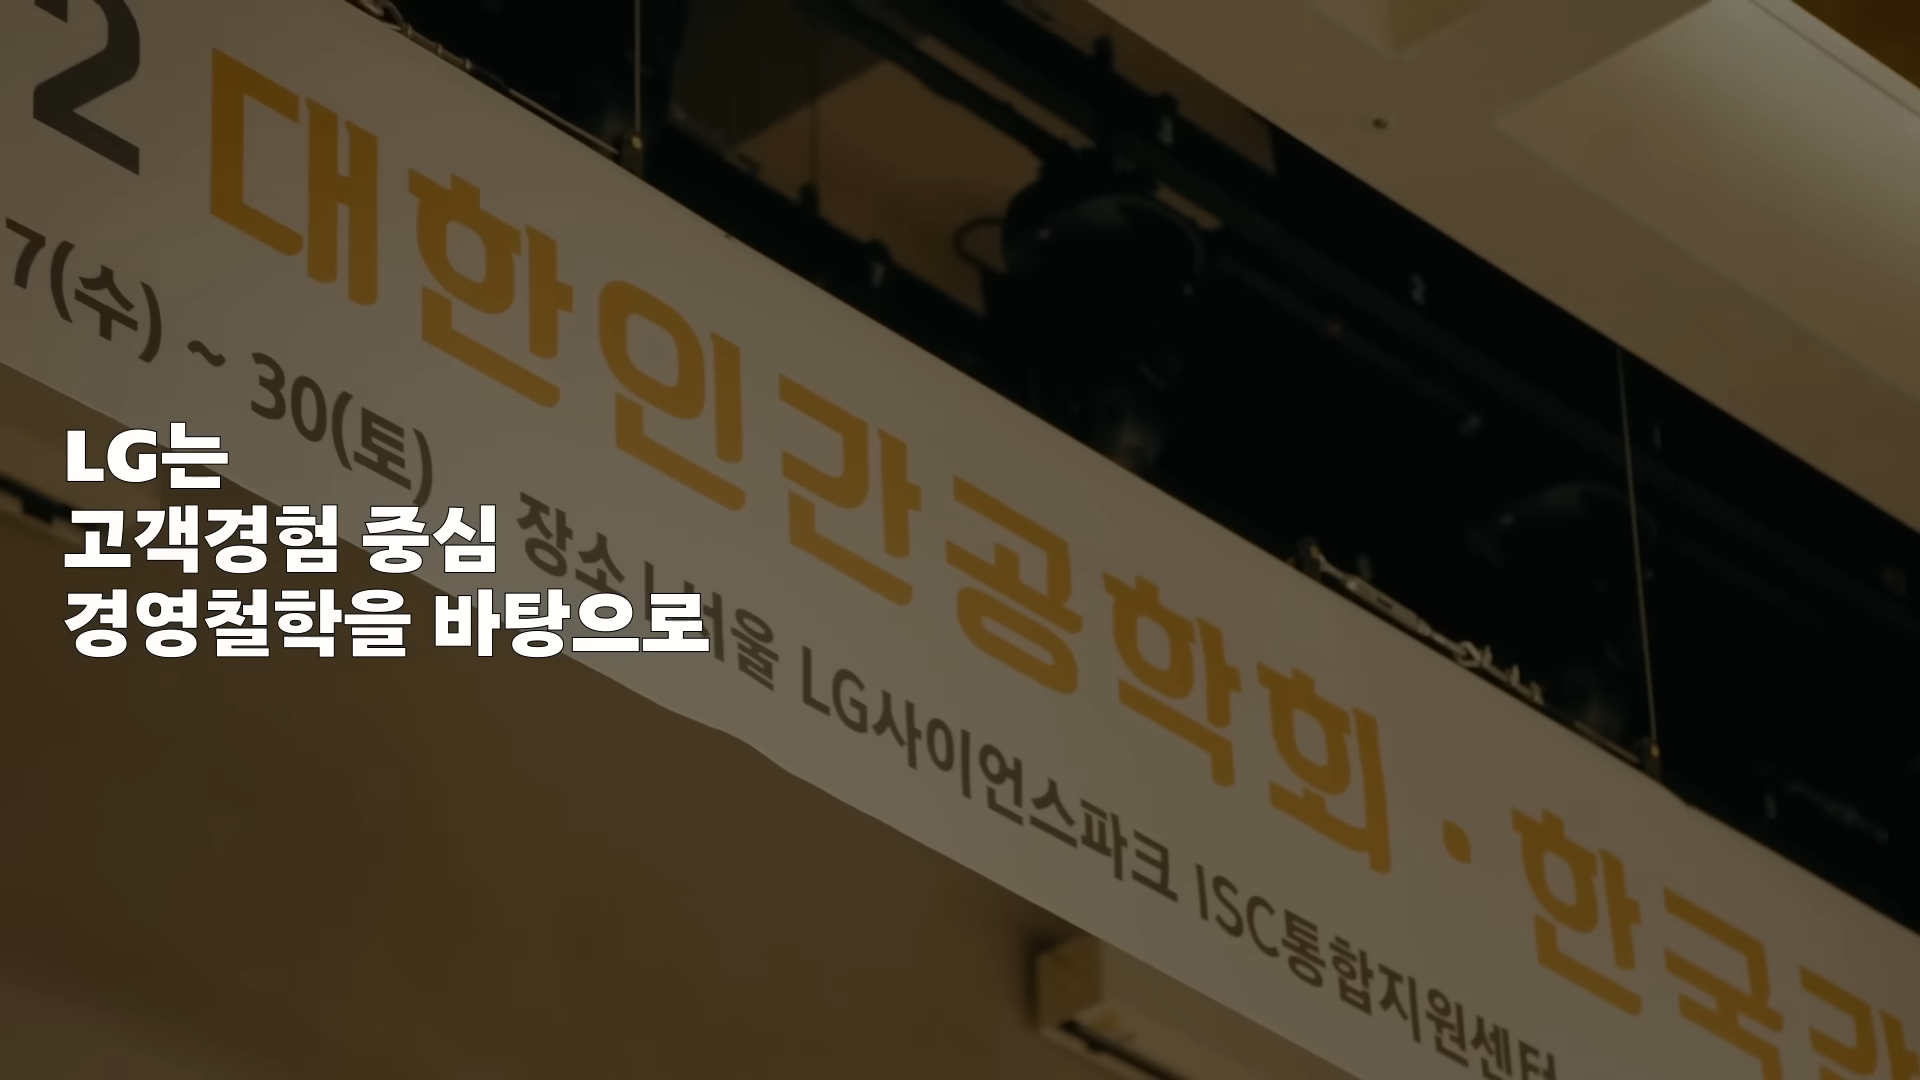 2 대한인간공학회 · 한국
7(수) ~ 30(토) 장소 | 서울 LG사이언스파크 ISC통합지원센터
LG는
고객경험 중심
경영철학을 바탕으로